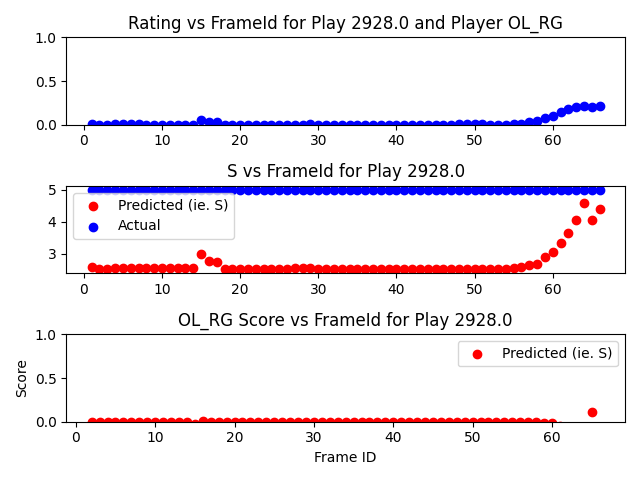 Rating vs FrameId for Play 2928.0 and Player OL_RG
1.0
0.5
0.0
0 10 20 30 40 50 60
S vs FrameId for Play 2928.0
5
4
3
Predicted (ie. S)
Actual
0 10 20 30 40 50 60
OL_RG Score vs FrameId for Play 2928.0
1.0
0.5
0.0
Score
Predicted (ie. S)
0 10 20 30 40 50 60
Frame ID